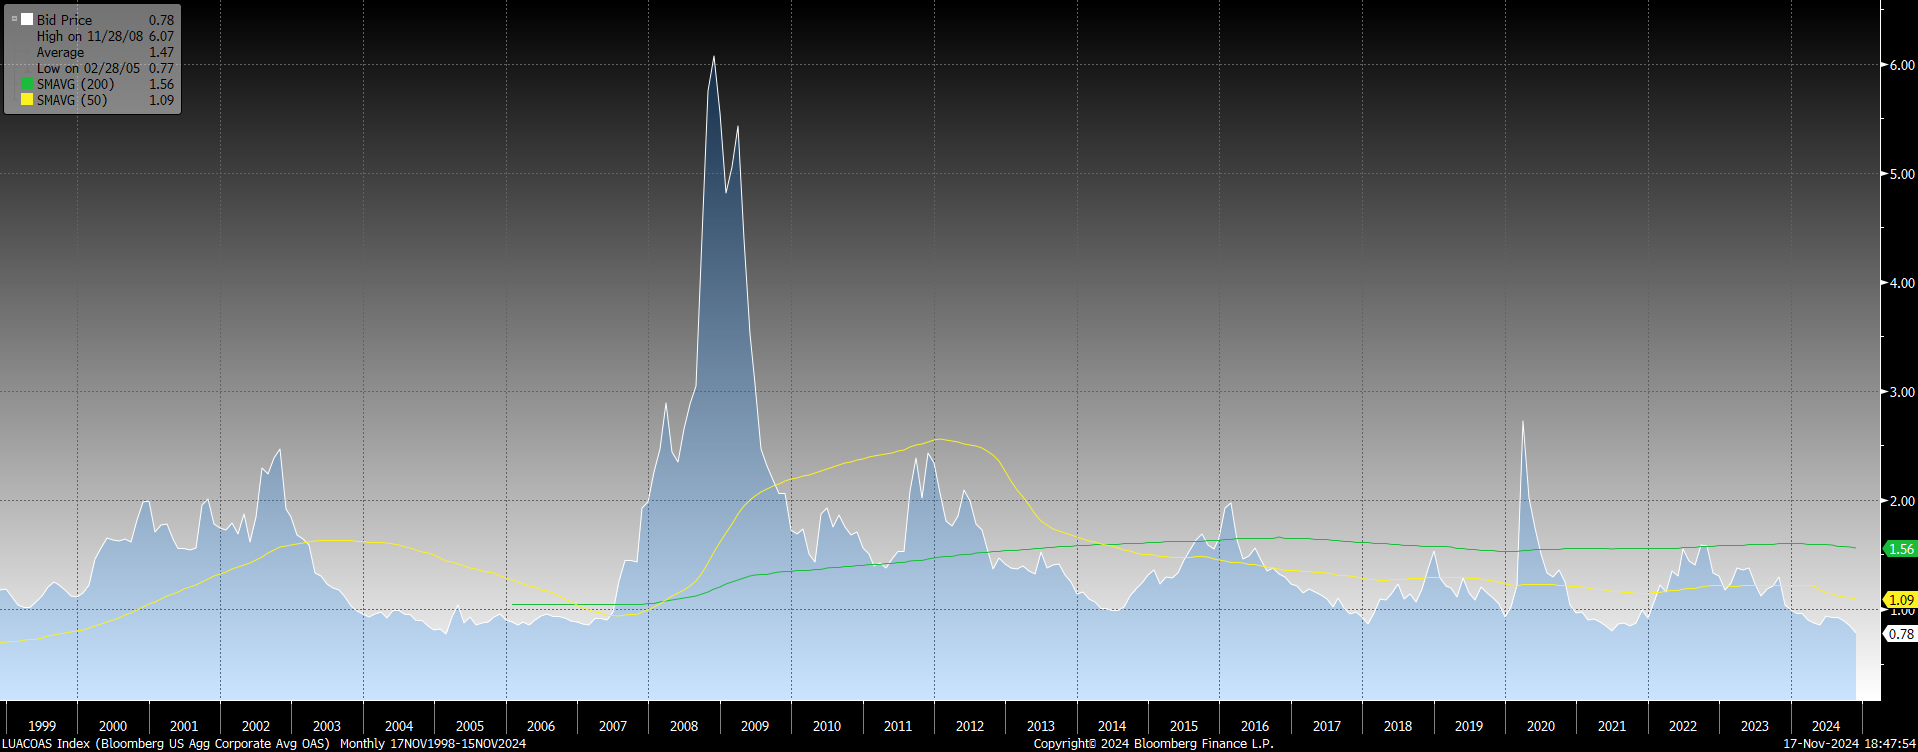 Bid Price 0.78
High on 11/28/08 6.07
Average 1.47
Low on 02/28/05 0.77
SMAVG (200) 1.56
SMAVG (50) 1.09
6.00
5.00
4.00
3.00
2.00
1.56
1.09
1.00
0.78
1999 2000 2001 2002 2003 2004 2005 2006 2007 2008 2009 2010 2011 2012 2013 2014 2015 2016 2017 2018 2019 2020 2021 2022 2023 2024
LUACOAS Index (Bloomberg US Agg Corporate Avg OAS) Monthly 17NOV1998-15NOV2024 Copyright© 2024 Bloomberg Finance L.P. 17-Nov-2024 18:47:54